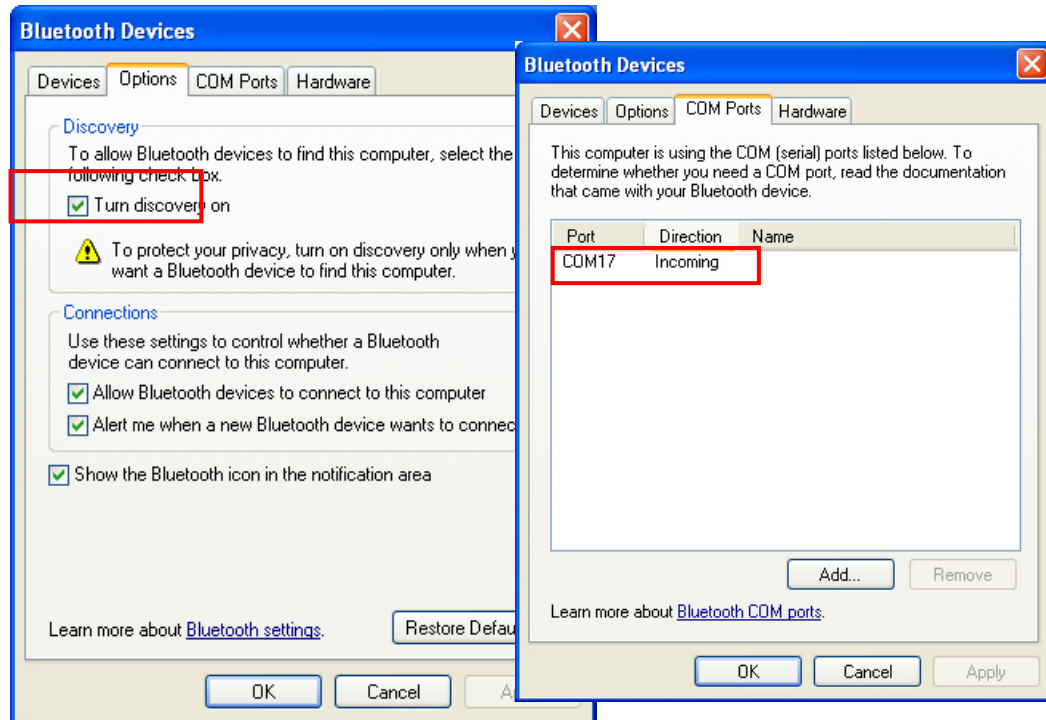 Bluetooth Devices
Devices Options COM Ports Hardware
Discovery
To allow Bluetooth devices to find this computer, select the
following check box.
Turn discovery on
To protect your privacy, turn on discovery only when
want a Bluetooth device to find this computer.
Connections
Use these settings to control whether a Bluetooth
device can connect to this computer.
Allow Bluetooth devices to connect to this computer
Alert me when a new Bluetooth device wants to connec
Show the Bluetooth icon in the notification area
Learn more about Bluetooth settings.
Restore Defau
OK Cancel
Bluetooth Devices
Devices Options COM Ports Hardware
This computer is using the COM (serial) ports listed below. To
determine whether you need a COM port, read the documentation
that came with your Bluetooth device.
Port Direction Name
COM17 Incoming
Add... Remove
Learn more about Bluetooth COM ports.
OK Cancel Apply